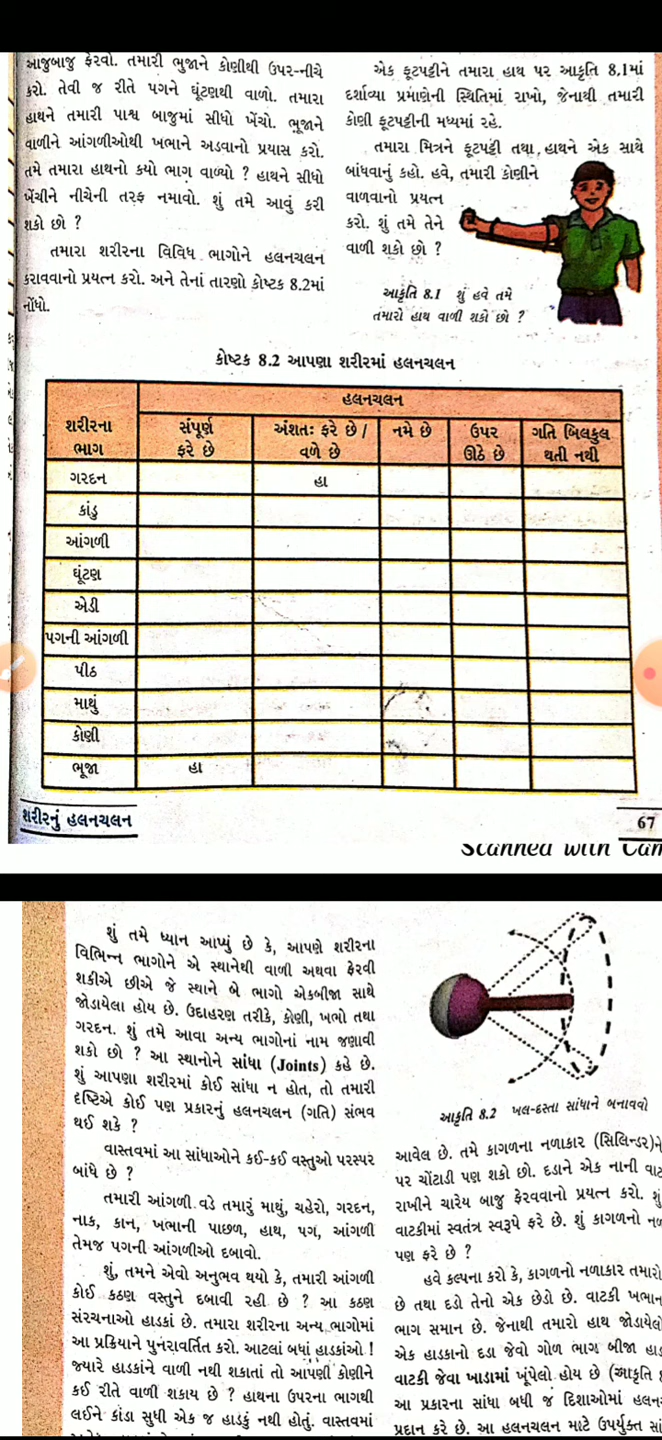 આજુબાજુ ફેરવો. તમારી ભુજાને કોણીથી ઉપર-નીચે
કરો. તેવી જ રીતે પગને ઘૂંટણથી વાળો. તમારા
હાથને તમારી પાર્શ્વ બાજુમાં સીધો ખેંચો. ભૂજાને
વાળીને આંગળીઓથી ખભાને અડવાનો પ્રયાસ કરો.
તમે તમારા હાથનો કયો ભાગ વાળ્યો ? હાથને સીધો
ખેંચીને નીચેની તરફ નમાવો. શું તમે આવું કરી
શકો છો ?
તમારા શરીરના વિવિધ ભાગોને હલનચલન
કરાવવાનો પ્રયત્ન કરો. અને તેનાં તારણો કોષ્ટક 8.2માં
નોંધો.
એક ફૂટપટ્ટીને તમારા હાથ પર આકૃતિ 8.1માં
દર્શાવ્યા પ્રમાણેની સ્થિતિમાં રાખો, જેનાથી તમારી
કોણી ફૂટપટ્ટીની મધ્યમાં રહે.
તમારા મિત્રને ફૂટપટ્ટી તથા હાથને એક સાથે
બાંધવાનું કહો. હવે, તમારી કોણીને
વાળવાનો પ્રયત્ન
કરો. શું તમે તેને
વાળી શકો છો ?
આકૃતિ 8.1 શું હવે તમે
તમારો હાથ વાળી શકો છો ?
કોષ્ટક 8.2 આપણા શરીરમાં હલનચલન
શરીરના ભાગ
હલનચલન
સંપૂર્ણ ફરે છે
અંશતઃ ફરે છે / વળે છે
નમે છે
ઉપર ઊઠે છે
ગતિ બિલકુલ થતી નથી
ગરદન હા
કાંડુ
આંગળી
ઘૂંટણ
એડી
પગની આંગળી
પીઠ
માથું
કોણી
ભૂજા હા
શરીરનું હલનચલન
67
Scanned with Cam
શું તમે ધ્યાન આપ્યું છે કે, આપણે શરીરના
વિભિન્ન ભાગોને એ સ્થાનેથી વાળી અથવા ફેરવી
શકીએ છીએ જે સ્થાને બે ભાગો એકબીજા સાથે
જોડાયેલા હોય છે. ઉદાહરણ તરીકે, કોણી, ખભો તથા
ગરદન. શું તમે આવા અન્ય ભાગોનાં નામ જણાવી
શકો છો ? આ સ્થાનોને સાંધા (Joints) કહે છે.
શું આપણા શરીરમાં કોઈ સાંધા ન હોત, તો તમારી
દૃષ્ટિએ કોઈ પણ પ્રકારનું હલનચલન (ગતિ) સંભવ
થઈ શકે ?
વાસ્તવમાં આ સાંધાઓને કઈ-કઈ વસ્તુઓ પરસ્પર
બાંધે છે ?
તમારી આંગળી વડે તમારું માથું, ચહેરો, ગરદન,
નાક, કાન, ખભાની પાછળ, હાથ, પગ, આંગળી
તેમજ પગની આંગળીઓ દબાવો.
શું, તમને એવો અનુભવ થયો કે, તમારી આંગળી
કોઈ કઠણ વસ્તુને દબાવી રહી છે ? આ કઠણ
સંરચનાઓ હાડકાં છે. તમારા શરીરના અન્ય ભાગોમાં
આ પ્રક્રિયાને પુનરાવર્તિત કરો. આટલાં બધાં હાડકાંઓ !
જ્યારે હાડકાંને વાળી નથી શકાતાં તો આપણી કોણીને
કઈ રીતે વાળી શકાય છે ? હાથના ઉપરના ભાગથી
લઈને કાંડા સુધી એક જ હાડકું નથી હોતું. વાસ્તવમાં
આકૃતિ 8.2 ખલ-દસ્તા સાંધાને બનાવવો
આવેલ છે. તમે કાગળના નળાકાર (સિલિન્ડર)ને
પર ચોંટાડી પણ શકો છો. દડાને એક નાની વાટ
રાખીને ચારેય બાજુ ફેરવવાનો પ્રયત્ન કરો. શું
વાટકીમાં સ્વતંત્ર સ્વરૂપે ફરે છે. શું કાગળનો નળ
પણ ફરે છે ?
હવે કલ્પના કરો કે, કાગળનો નળાકાર તમારો
છે તથા દડો તેનો એક છેડો છે. વાટકી ખભાન
ભાગ સમાન છે. જેનાથી તમારો હાથ જોડાયેલો
એક હાડકાનો દડા જેવો ગોળ ભાગ બીજા હાડ
વાટકી જેવા ખાડામાં ખૂંપેલો હોય છે (આકૃતિ 8
આ પ્રકારના સાંધા બધી જ દિશાઓમાં હલન
પ્રદાન કરે છે. આ હલનચલન માટે ઉપર્યુક્ત સાં